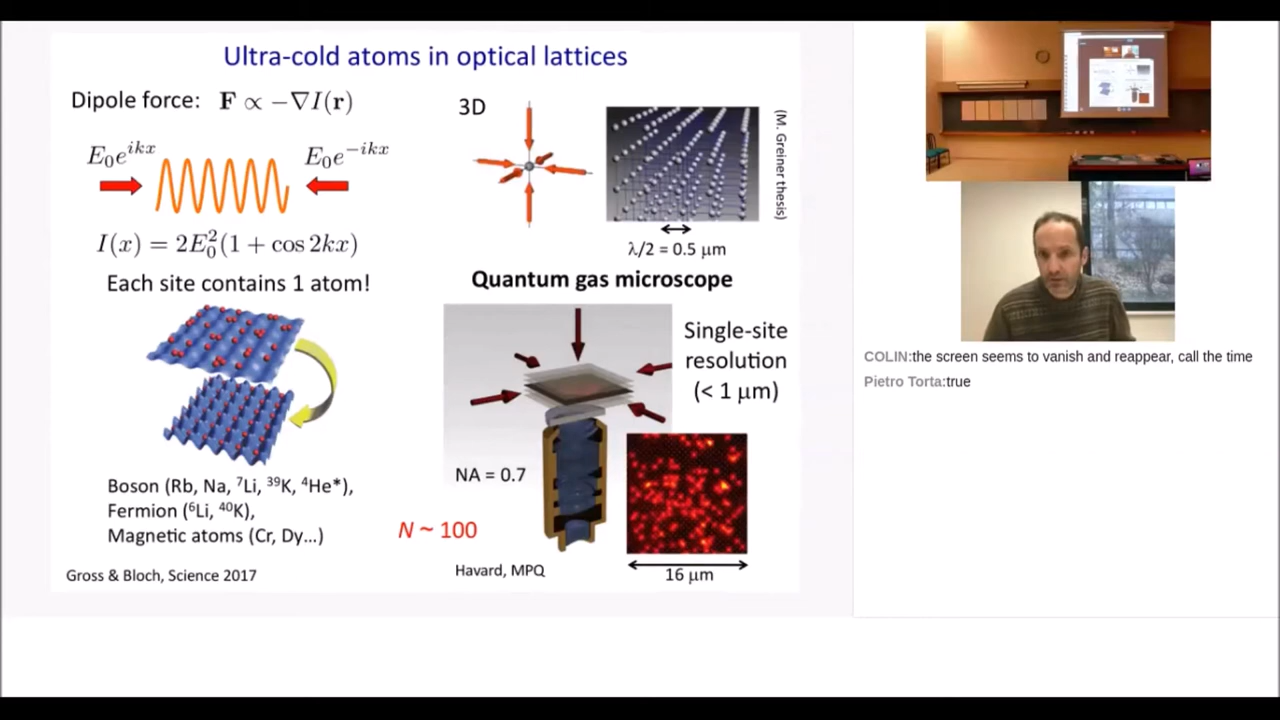 Ultra-cold atoms in optical lattices
Dipole force: F ∝ −∇I(r)
E₀e^{ikx}
E₀e^{−ikx}
I(x) = 2E₀²(1 + cos 2kx)
Each site contains 1 atom!
Boson (Rb, Na, ⁷Li, ³⁹K, ⁴He*),
Fermion (⁶Li, ⁴⁰K),
Magnetic atoms (Cr, Dy...)
Gross & Bloch, Science 2017
3D
(M. Greiner thesis)
λ/2 = 0.5 μm
Quantum gas microscope
Single-site
resolution
(< 1 μm)
NA = 0.7
N ~ 100
Havard, MPQ
16 μm
COLIN:the screen seems to vanish and reappear, call the time
Pietro Torta:true